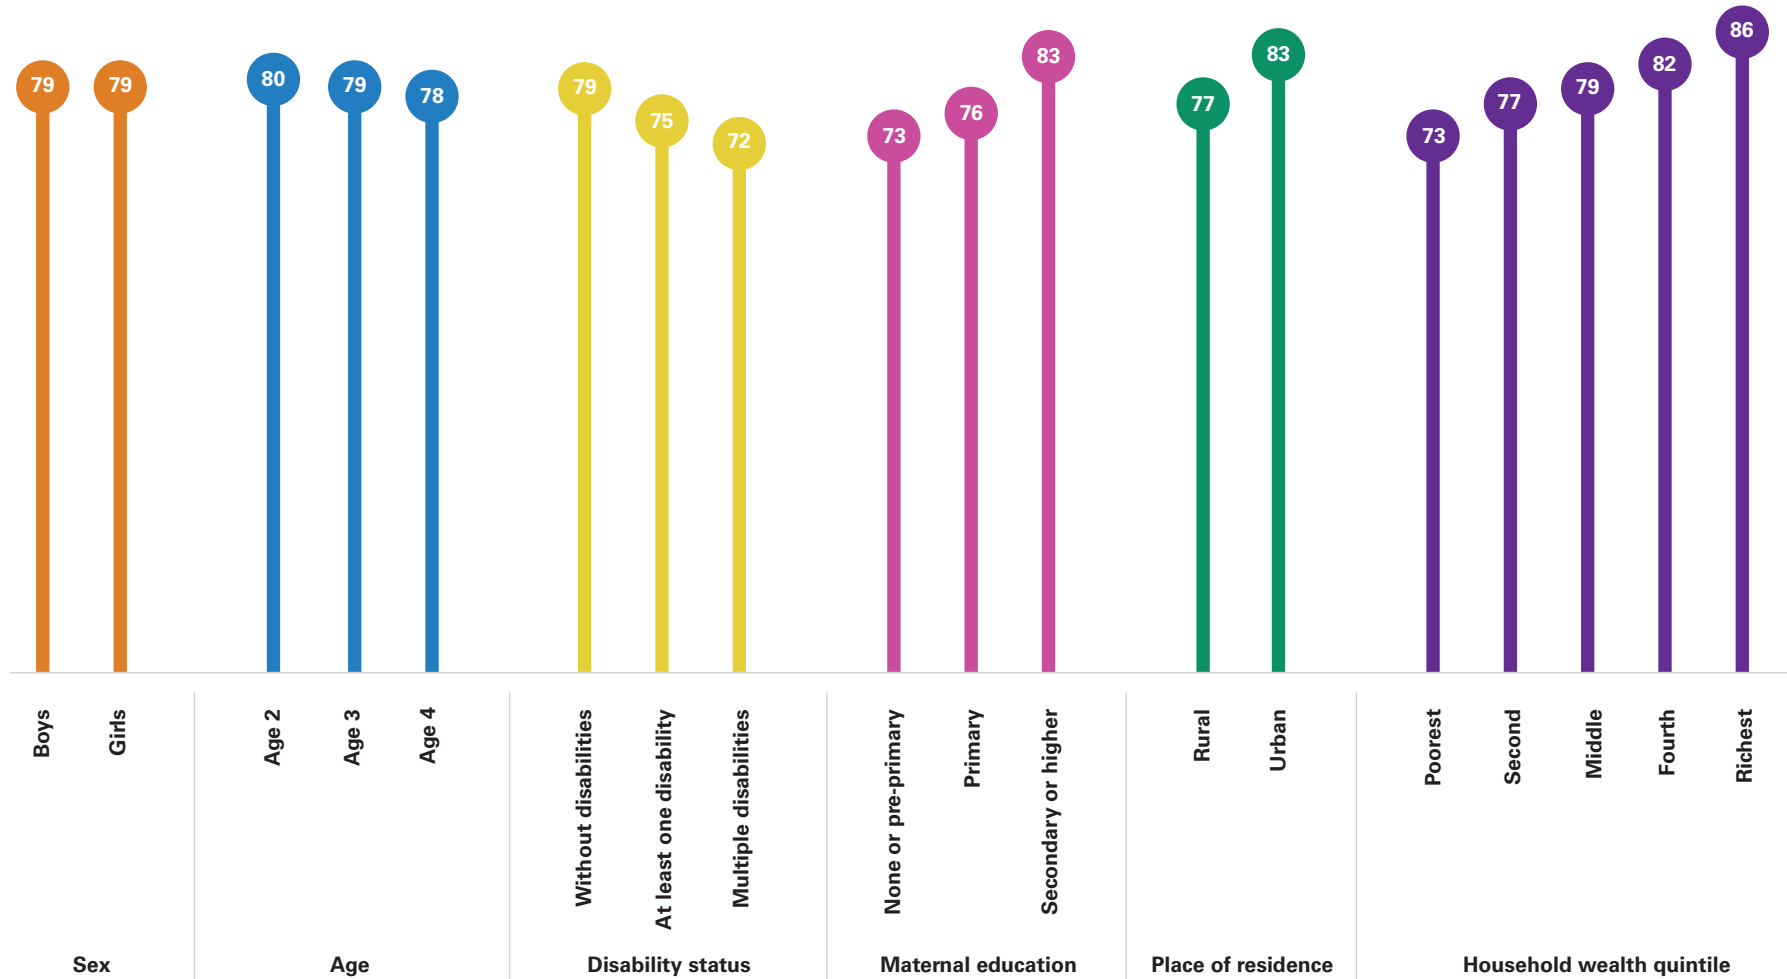 79
79
80
79
78
79
75
72
73
76
83
77
83
73
77
79
82
86
Boys
Girls
Age 2
Age 3
Age 4
Without disabilities
At least one disability
Multiple disabilities
None or pre-primary
Primary
Secondary or higher
Rural
Urban
Poorest
Second
Middle
Fourth
Richest
Sex
Age
Disability status
Maternal education
Place of residence
Household wealth quintile